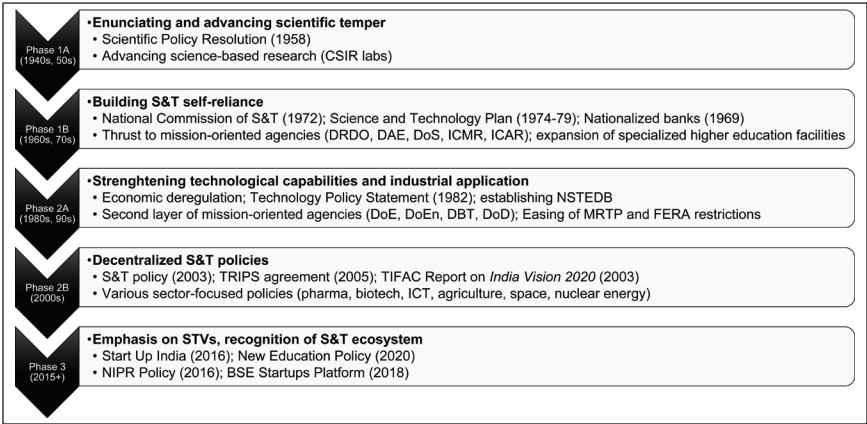 Phase 1A
(1940s, 50s)
•Enunciating and advancing scientific temper
• Scientific Policy Resolution (1958)
• Advancing science-based research (CSIR labs)
Phase 1B
(1960s, 70s)
•Building S&T self-reliance
• National Commission of S&T (1972); Science and Technology Plan (1974-79); Nationalized banks (1969)
• Thrust to mission-oriented agencies (DRDO, DAE, DoS, ICMR, ICAR); expansion of specialized higher education facilities
Phase 2A
(1980s, 90s)
•Strenghtening technological capabilities and industrial application
• Economic deregulation; Technology Policy Statement (1982); establishing NSTEDB
• Second layer of mission-oriented agencies (DoE, DoEn, DBT, DoD); Easing of MRTP and FERA restrictions
Phase 2B
(2000s)
•Decentralized S&T policies
• S&T policy (2003); TRIPS agreement (2005); TIFAC Report on India Vision 2020 (2003)
• Various sector-focused policies (pharma, biotech, ICT, agriculture, space, nuclear energy)
Phase 3
(2015+)
•Emphasis on STVs, recognition of S&T ecosystem
• Start Up India (2016); New Education Policy (2020)
• NIPR Policy (2016); BSE Startups Platform (2018)